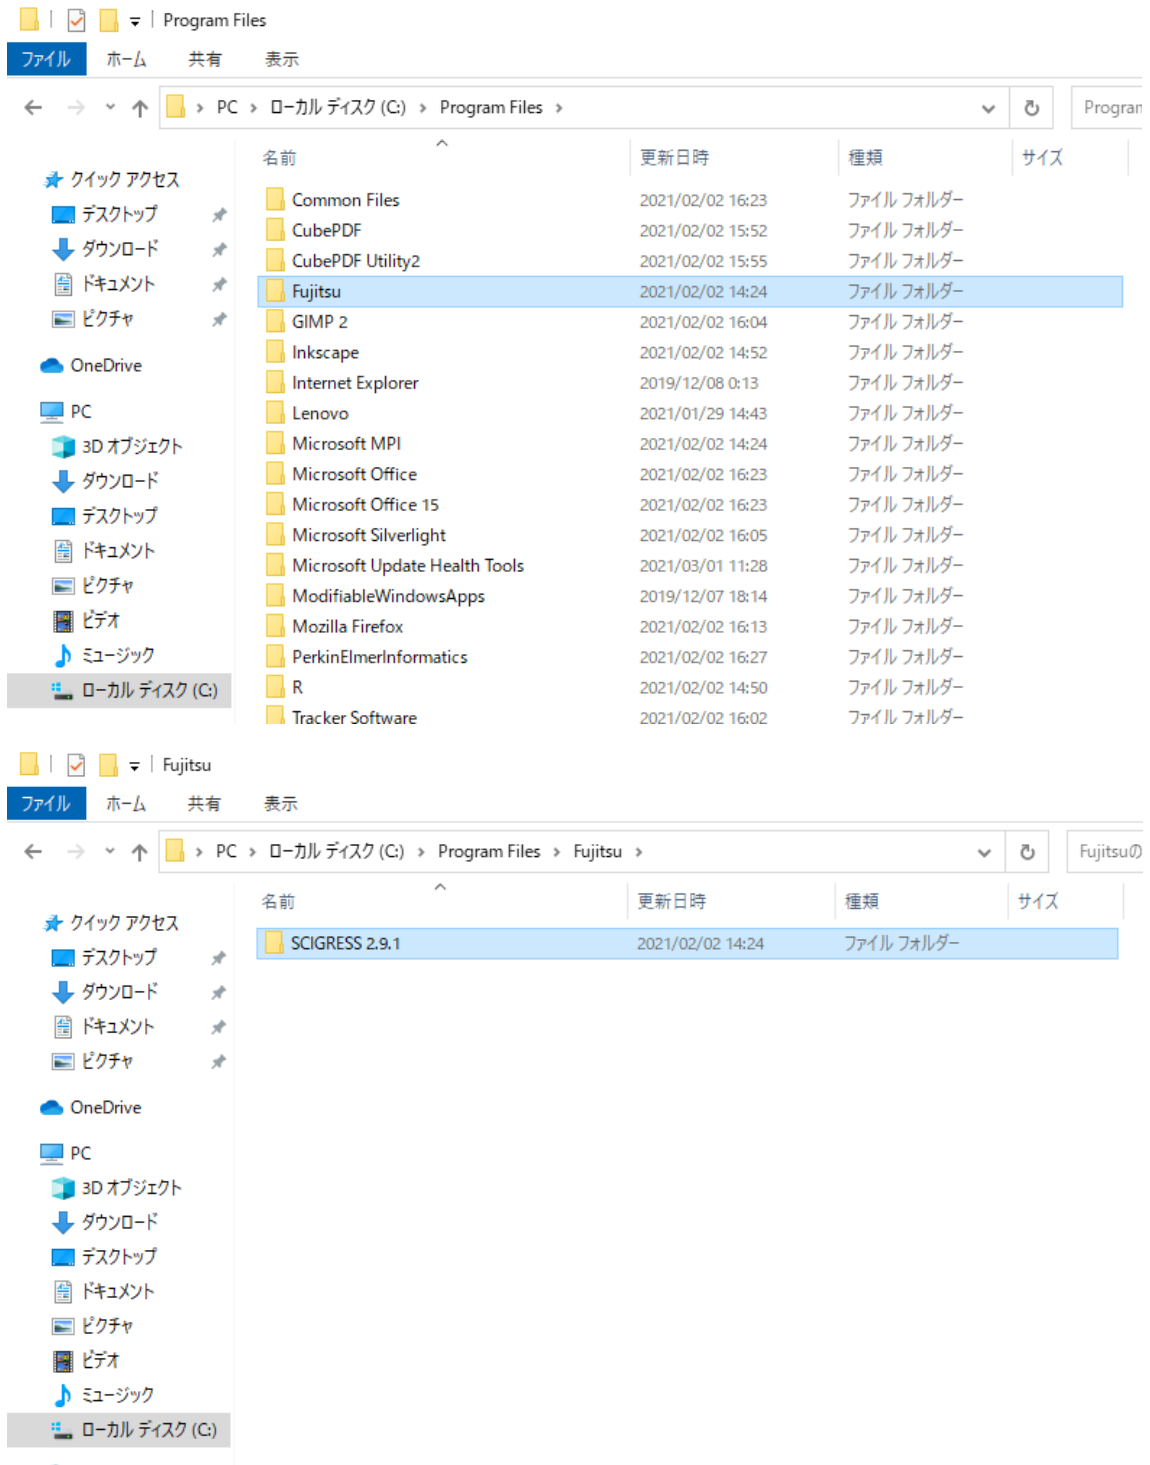 Program Files
ファイル ホーム 共有 表示
PC ローカル ディスク (C:) Program Files
名前 更新日時 種類 サイズ
クイック アクセス
デスクトップ
ダウンロード
ドキュメント
ピクチャ
OneDrive
PC
3D オブジェクト
ダウンロード
デスクトップ
ドキュメント
ピクチャ
ビデオ
ミュージック
ローカル ディスク (C:)
Common Files 2021/02/02 16:23 ファイル フォルダー
CubePDF 2021/02/02 15:52 ファイル フォルダー
CubePDF Utility2 2021/02/02 15:55 ファイル フォルダー
Fujitsu 2021/02/02 14:24 ファイル フォルダー
GIMP 2 2021/02/02 16:04 ファイル フォルダー
Inkscape 2021/02/02 14:52 ファイル フォルダー
Internet Explorer 2019/12/08 0:13 ファイル フォルダー
Lenovo 2021/01/29 14:43 ファイル フォルダー
Microsoft MPI 2021/02/02 14:24 ファイル フォルダー
Microsoft Office 2021/02/02 16:23 ファイル フォルダー
Microsoft Office 15 2021/02/02 16:23 ファイル フォルダー
Microsoft Silverlight 2021/02/02 16:05 ファイル フォルダー
Microsoft Update Health Tools 2021/03/01 11:28 ファイル フォルダー
ModifiableWindowsApps 2019/12/07 18:14 ファイル フォルダー
Mozilla Firefox 2021/02/02 16:13 ファイル フォルダー
PerkinElmerInformatics 2021/02/02 16:27 ファイル フォルダー
R 2021/02/02 14:50 ファイル フォルダー
Tracker Software 2021/02/02 16:02 ファイル フォルダー
Fujitsu
ファイル ホーム 共有 表示
PC ローカル ディスク (C:) Program Files Fujitsu Fujitsuの
名前 更新日時 種類 サイズ
クイック アクセス
デスクトップ
ダウンロード
ドキュメント
ピクチャ
OneDrive
PC
3D オブジェクト
ダウンロード
デスクトップ
ドキュメント
ピクチャ
ビデオ
ミュージック
ローカル ディスク (C:)
SCIGRESS 2.9.1 2021/02/02 14:24 ファイル フォルダー